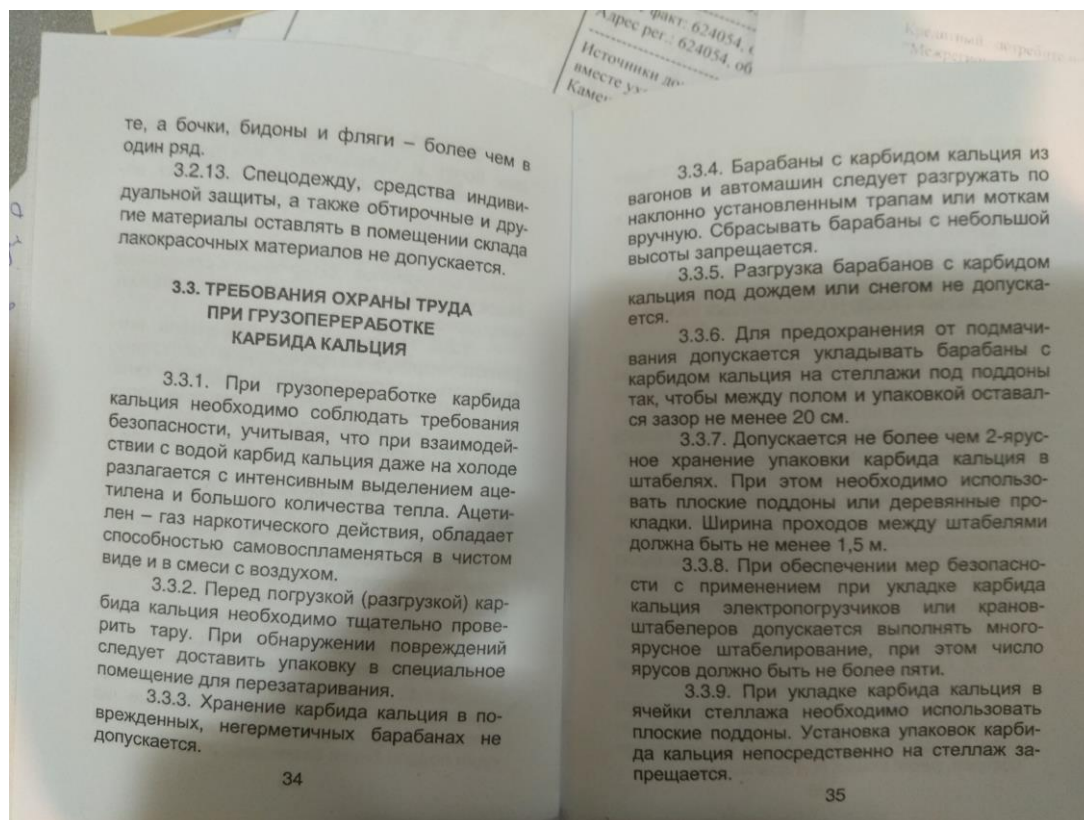 факт: 624054,
Адрес рег.: 624054, об
Источники
вместе
те, а бочки, бидоны и фляги – более чем в
один ряд.
3.2.13. Спецодежду, средства индиви-
дуальной защиты, а также обтирочные и дру-
гие материалы оставлять в помещении склада
лакокрасочных материалов не допускается.
3.3. ТРЕБОВАНИЯ ОХРАНЫ ТРУДА
ПРИ ГРУЗОПЕРЕРАБОТКЕ
КАРБИДА КАЛЬЦИЯ
3.3.1. При грузопереработке карбида
кальция необходимо соблюдать требования
безопасности, учитывая, что при взаимодей-
ствии с водой карбид кальция даже на холоде
разлагается с интенсивным выделением аце-
тилена и большого количества тепла. Ацети-
лен – газ наркотического действия, обладает
способностью самовоспламеняться в чистом
виде и в смеси с воздухом.
3.3.2. Перед погрузкой (разгрузкой) кар-
бида кальция необходимо тщательно прове-
рить тару. При обнаружении повреждений
следует доставить упаковку в специальное
помещение для перезатаривания.
3.3.3. Хранение карбида кальция в по-
врежденных, негерметичных барабанах не
допускается.
34
3.3.4. Барабаны с карбидом кальция из
вагонов и автомашин следует разгружать по
наклонно установленным трапам или моткам
вручную. Сбрасывать барабаны с небольшой
высоты запрещается.
3.3.5. Разгрузка барабанов с карбидом
кальция под дождем или снегом не допуска-
ется.
3.3.6. Для предохранения от подмачи-
вания допускается укладывать барабаны с
карбидом кальция на стеллажи под поддоны
так, чтобы между полом и упаковкой оставал-
ся зазор не менее 20 см.
3.3.7. Допускается не более чем 2-ярус-
ное хранение упаковки карбида кальция в
штабелях. При этом необходимо использо-
вать плоские поддоны или деревянные про-
кладки. Ширина проходов между штабелями
должна быть не менее 1,5 м.
3.3.8. При обеспечении мер безопасно-
сти с применением при укладке карбида
кальция электропогрузчиков или кранов-
штабелеров допускается выполнять много-
ярусное штабелирование, при этом число
ярусов должно быть не более пяти.
3.3.9. При укладке карбида кальция в
ячейки стеллажа необходимо использовать
плоские поддоны. Установка упаковок карби-
да кальция непосредственно на стеллаж за-
прещается.
35